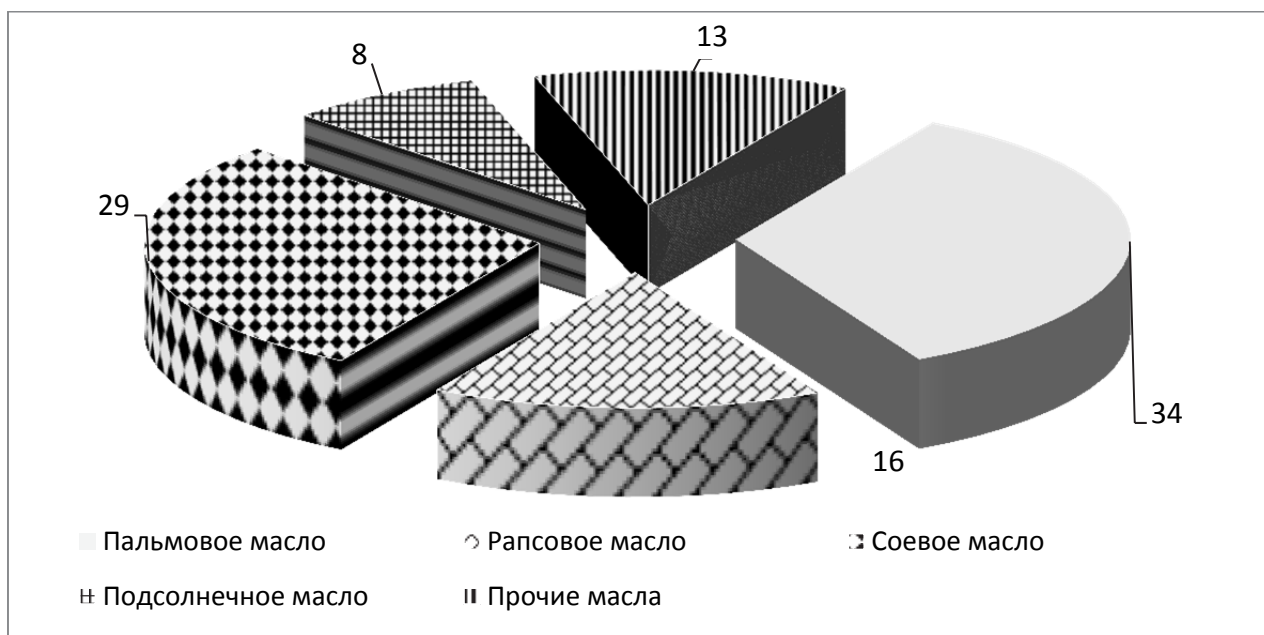 13
8
29
34
16
Пальмовое масло
Рапсовое масло
Соевое масло
Подсолнечное масло
Прочие масла